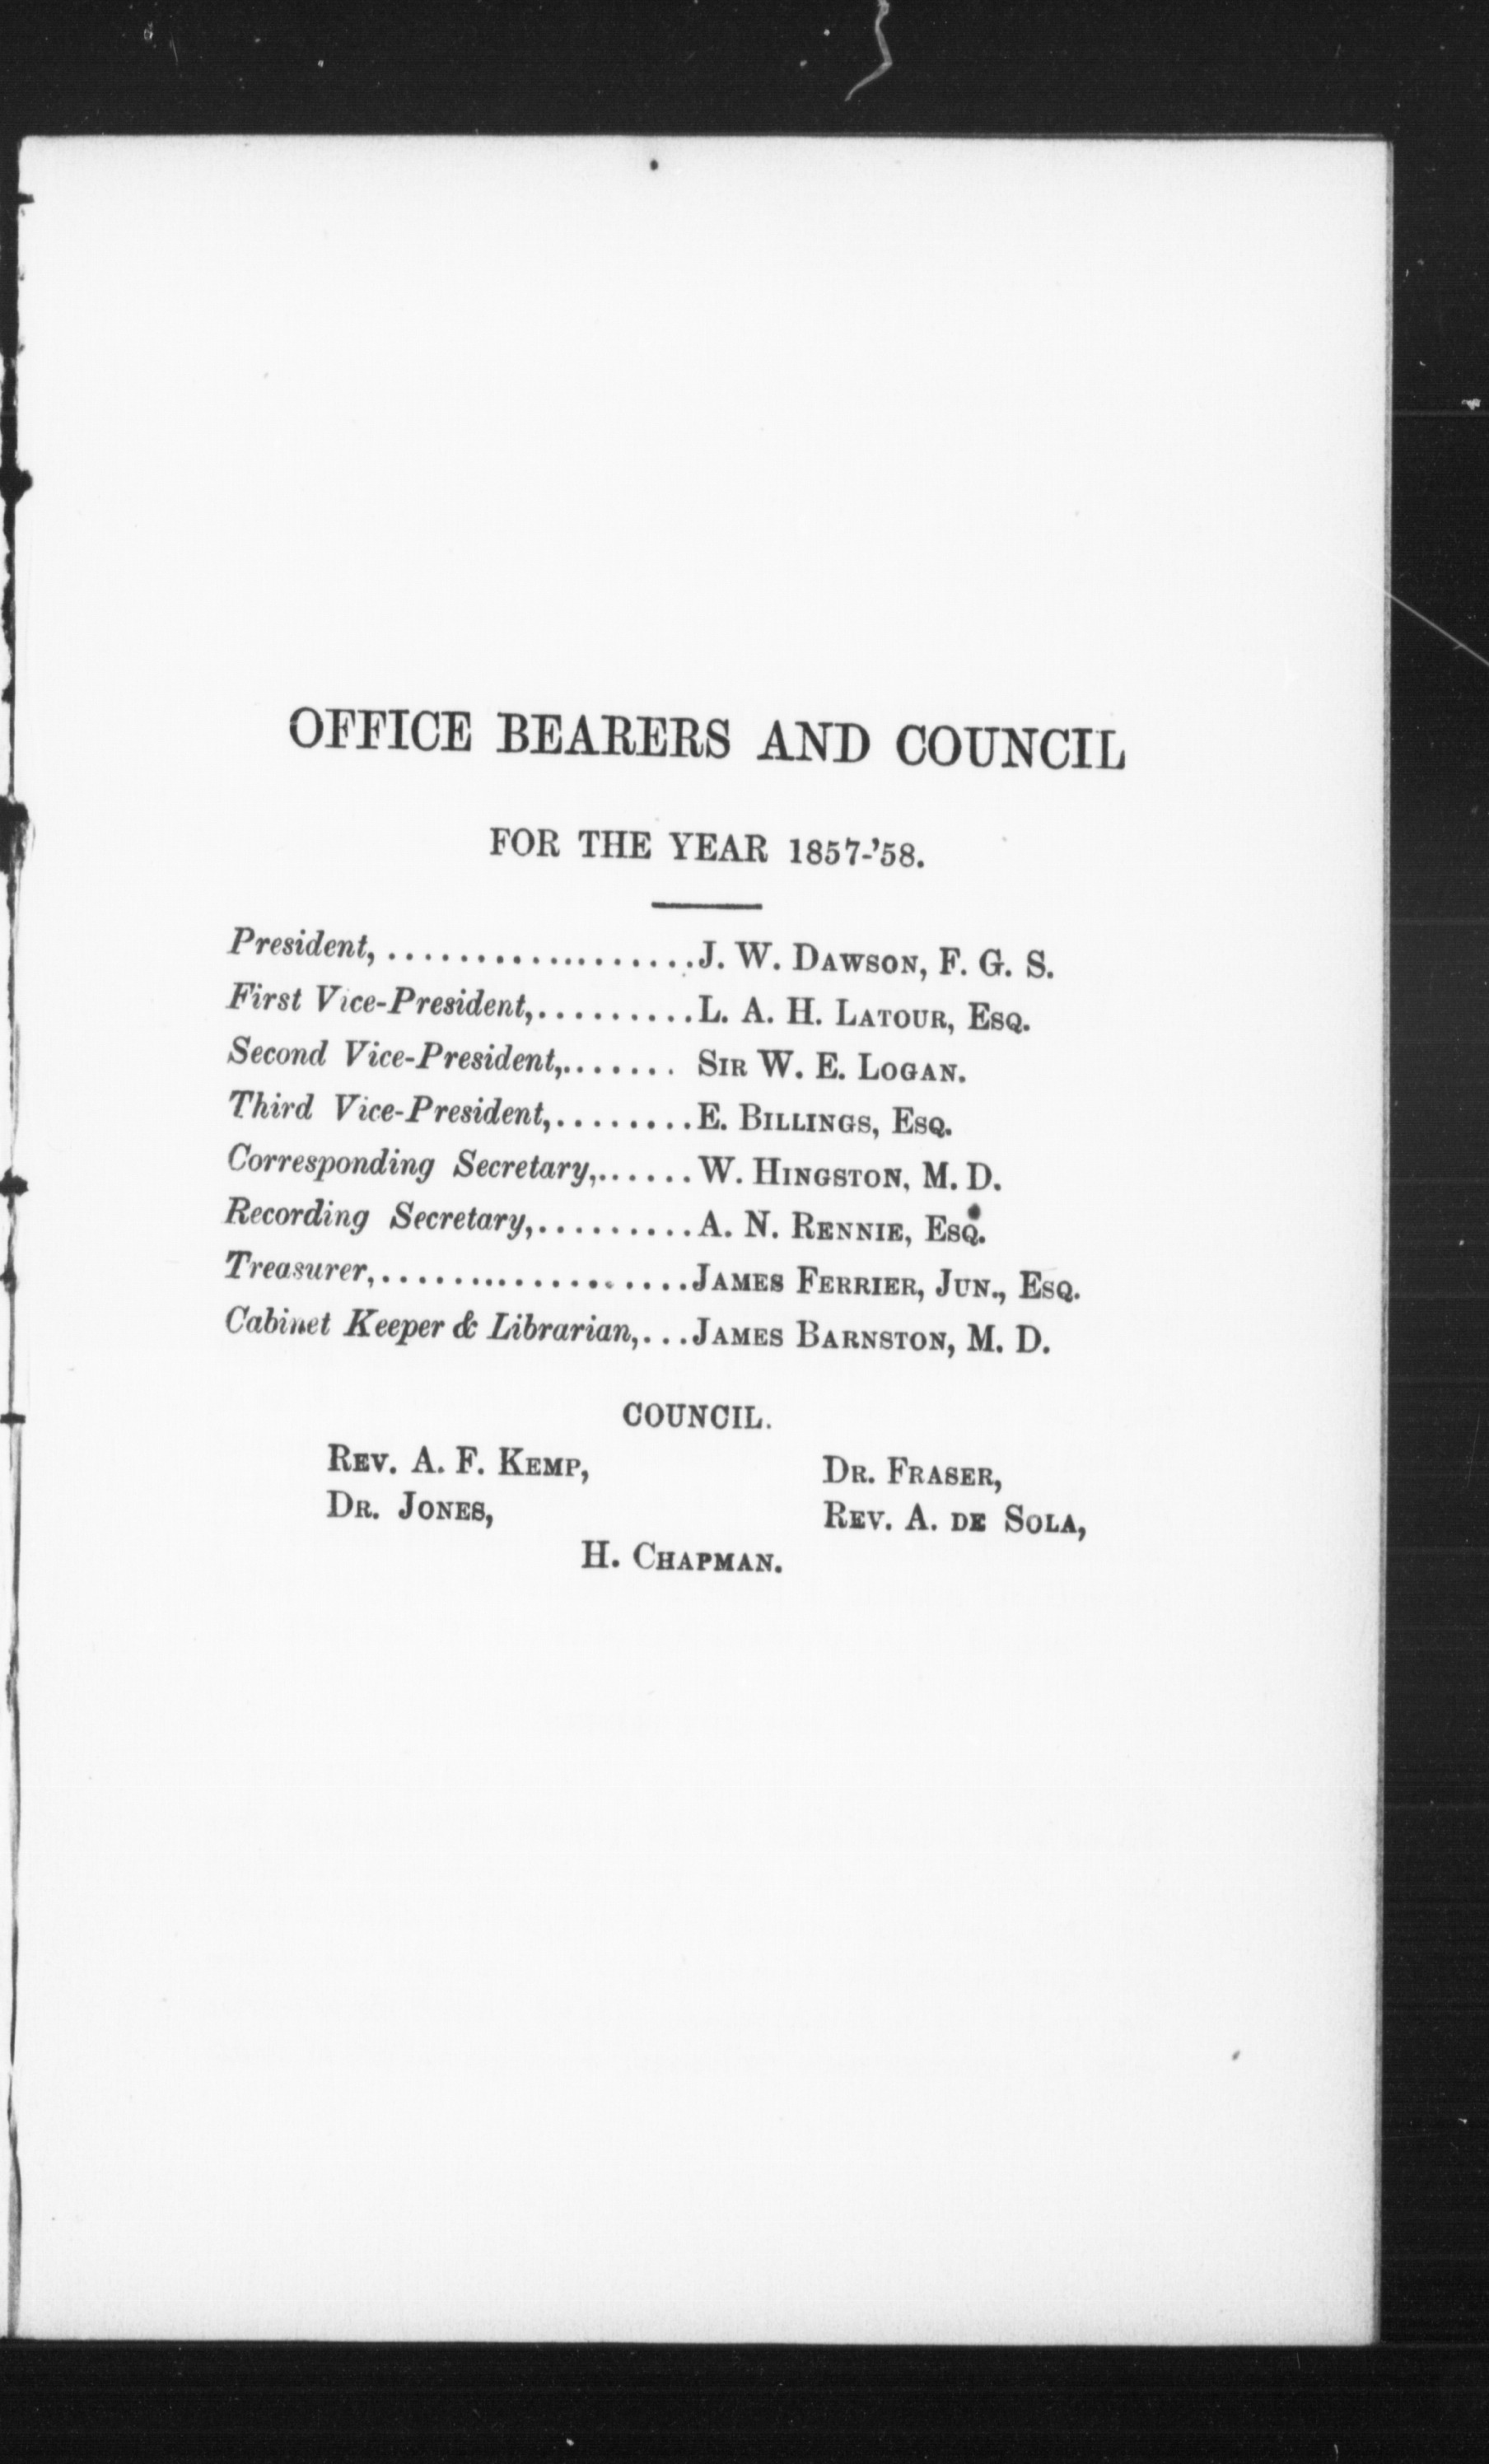 OFFICE BEARERS AND COUNCIL
FOR THE YEAR 1857-'58.
President, ..................J. W. Dawson, F. G. S.
First Vice-President,.........L. A. H. Latour, Esq.
Second Vice-President,....... Sir W. E. Logan.
Third Vice-President,........E. Billings, Esq.
Corresponding Secretary,......W. Hingston, M. D.
Recording Secretary,.........A. N. Rennie, Esq.
Treasurer,..................James Ferrier, Jun., Esq.
Cabinet Keeper & Librarian,...James Barnston, M. D.
COUNCIL.
Rev. A. F. Kemp, Dr. Fraser,
Dr. Jones, Rev. A. de Sola,
H. Chapman.